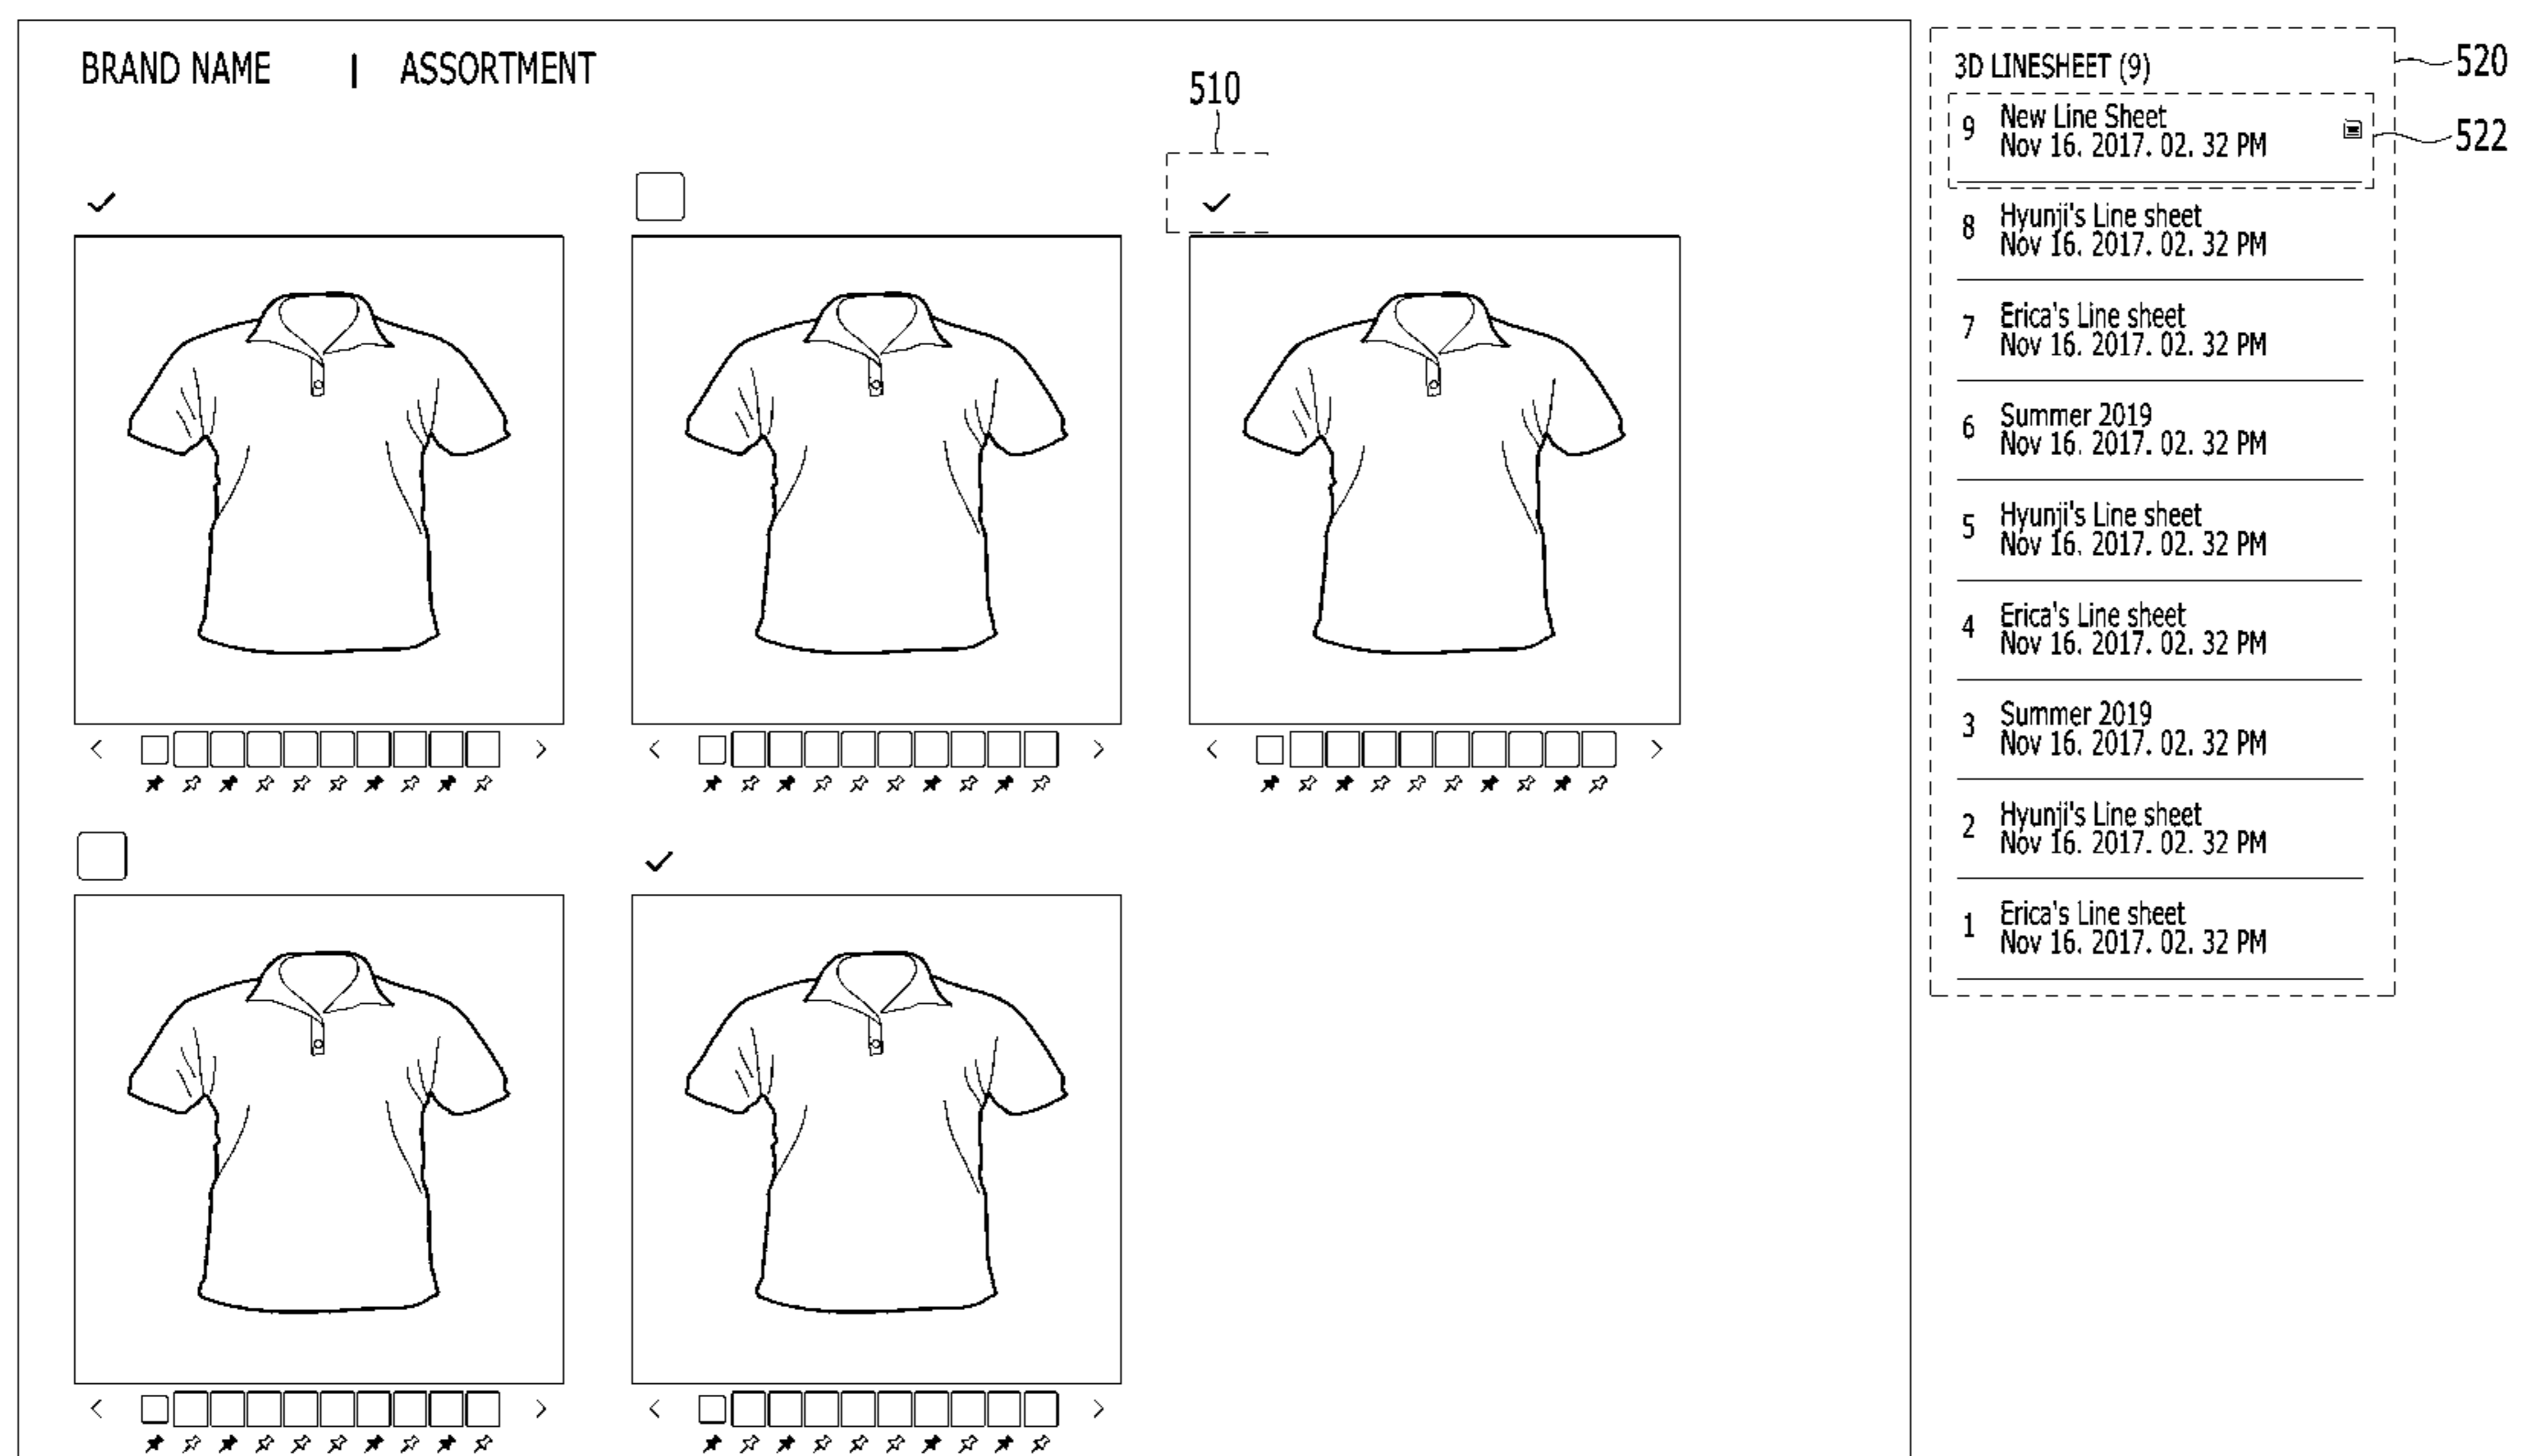 BRAND NAME | ASSORTMENT
510
3D LINESHEET (9)
520
9 New Line Sheet
Nov 16. 2017. 02. 32 PM
522
8 Hyunji's Line sheet
Nov 16. 2017. 02. 32 PM
7 Erica's Line sheet
Nov 16. 2017. 02. 32 PM
6 Summer 2019
Nov 16. 2017. 02. 32 PM
5 Hyunji's Line sheet
Nov 16. 2017. 02. 32 PM
4 Erica's Line sheet
Nov 16. 2017. 02. 32 PM
3 Summer 2019
Nov 16. 2017. 02. 32 PM
2 Hyunji's Line sheet
Nov 16. 2017. 02. 32 PM
1 Erica's Line sheet
Nov 16. 2017. 02. 32 PM